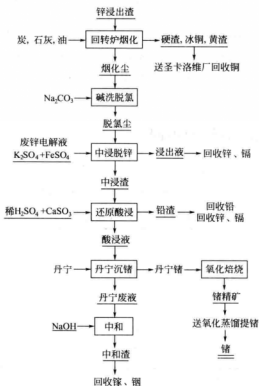 锌浸出渣
炭，石灰，油
回转炉烟化
硬渣，冰铜，黄渣
烟化尘
送圣卡洛维厂回收铜
Na₂CO₃
碱洗脱氯
脱氯尘
废锌电解液
K₂SO₄+FeSO₄
中浸脱锌
浸出液
回收锌、镉
中浸渣
稀H₂SO₄+CaSO₃
还原酸浸
铅渣
回收铅
回收锌、镉
酸浸液
丹宁
丹宁沉锗
丹宁锗
氧化焙烧
丹宁废液
锗精矿
NaOH
中和
送氧化蒸馏提锗
中和渣
锗
回收镓、铟